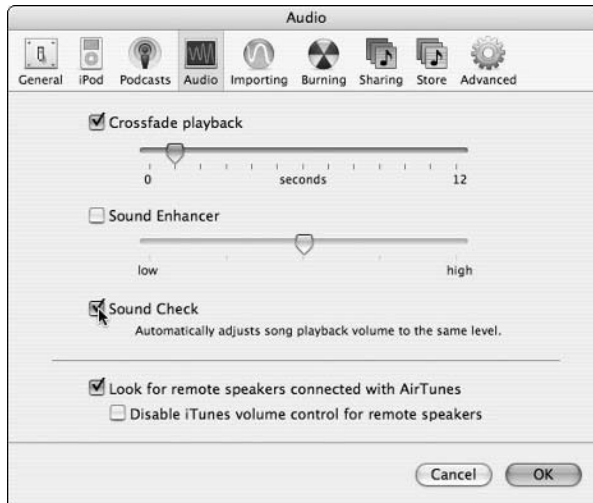 Audio
General iPod Podcasts Audio Importing Burning Sharing Store Advanced
Crossfade playback
0 seconds 12
Sound Enhancer
low high
Sound Check
Automatically adjusts song playback volume to the same level.
Look for remote speakers connected with AirTunes
Disable iTunes volume control for remote speakers
Cancel OK